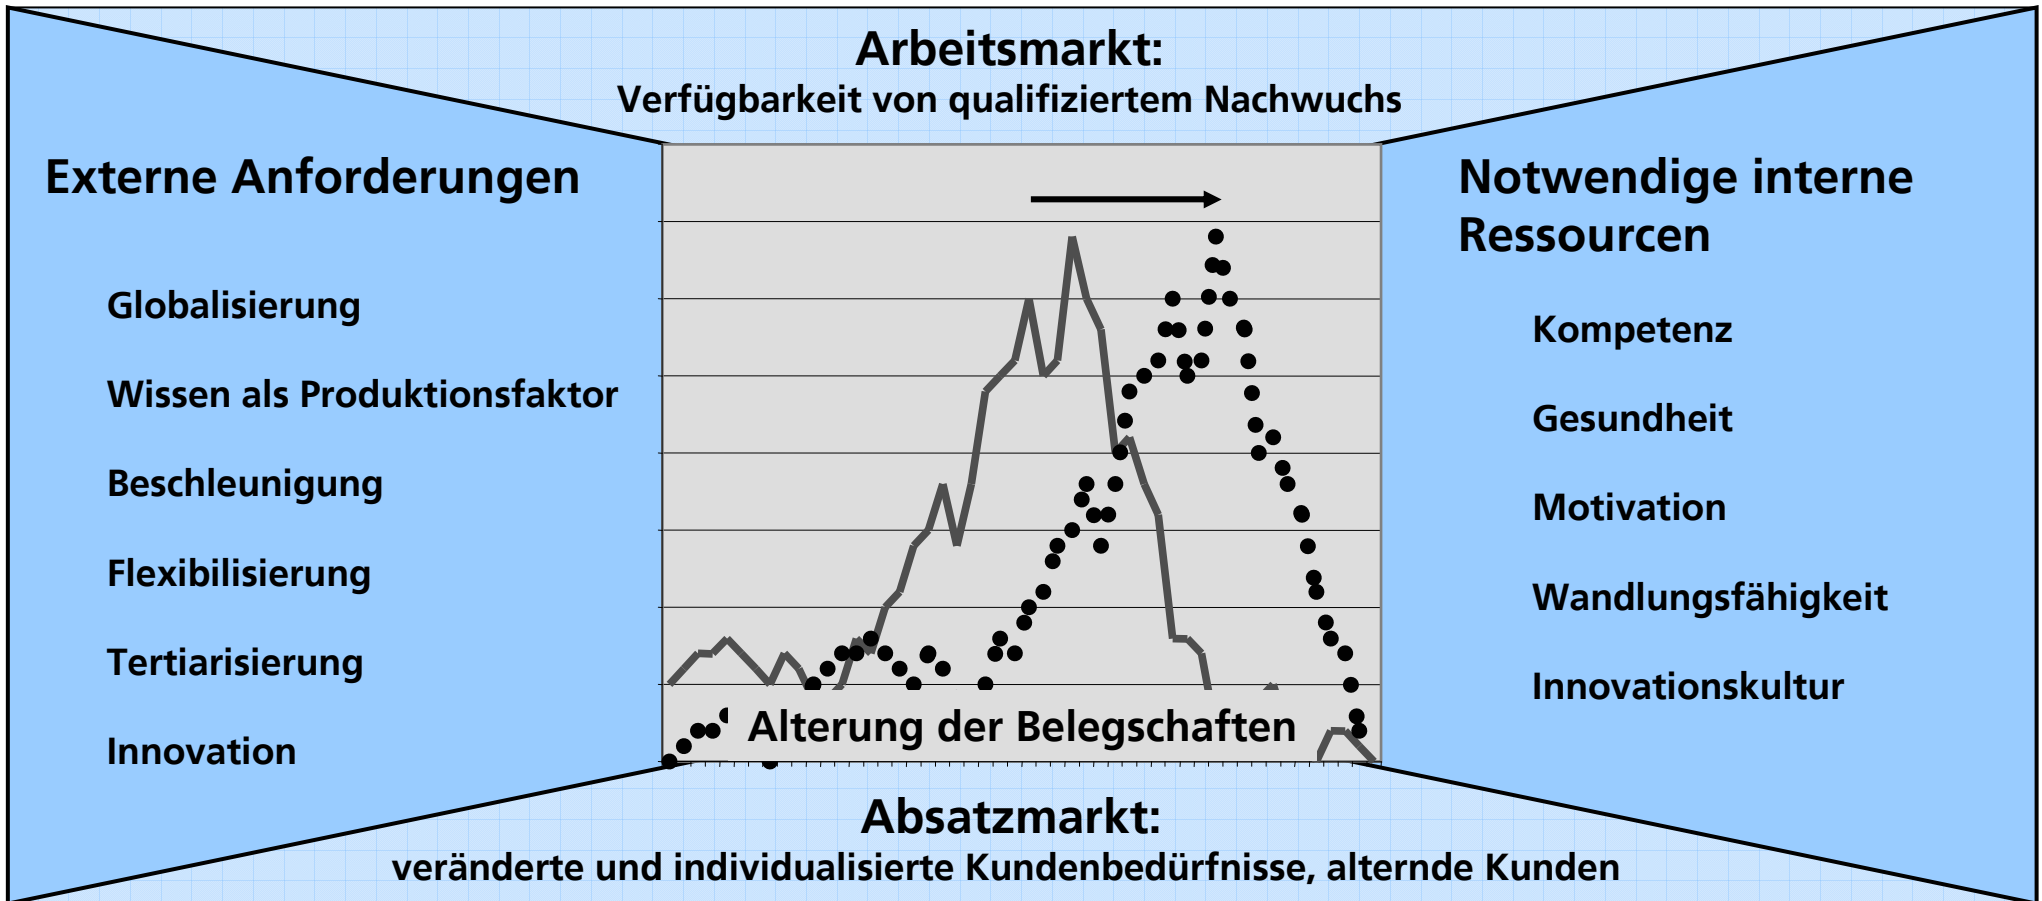 Arbeitsmarkt:
Verfügbarkeit von qualifiziertem Nachwuchs
Externe Anforderungen
Globalisierung
Wissen als Produktionsfaktor
Beschleunigung
Flexibilisierung
Tertiarisierung
Innovation
Alterung der Belegschaften
Notwendige interne
Ressourcen
Kompetenz
Gesundheit
Motivation
Wandlungsfähigkeit
Innovationskultur
Absatzmarkt:
veränderte und individualisierte Kundenbedürfnisse, alternde Kunden